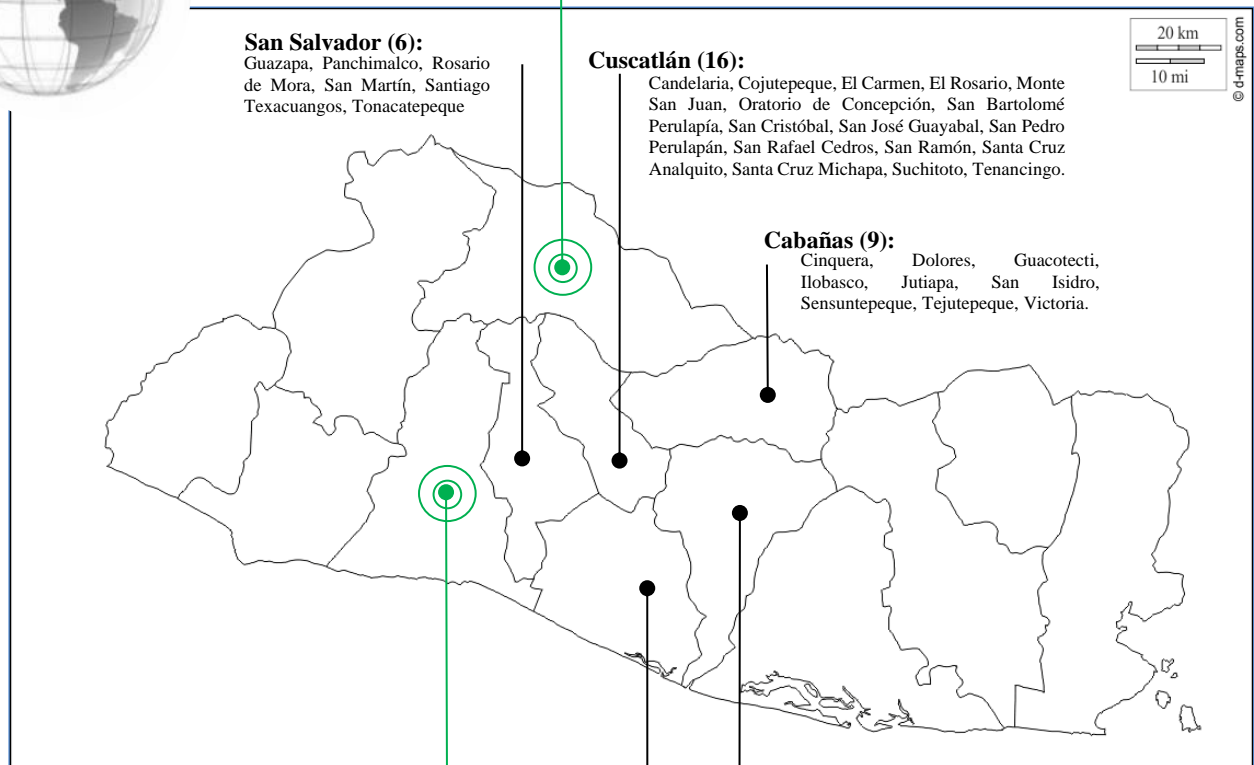 San Salvador (6):
Guazapa, Panchimalco, Rosario
de Mora, San Martín, Santiago
Texacuangos, Tonacatepeque
Cuscatlán (16):
Candelaria, Cojutepeque, El Carmen, El Rosario, Monte
San Juan, Oratorio de Concepción, San Bartolomé
Perulapía, San Cristóbal, San José Guayabal, San Pedro
Perulapán, San Rafael Cedros, San Ramón, Santa Cruz
Analquito, Santa Cruz Michapa, Suchitoto, Tenancingo.
20 km
10 mi
© d-maps.com
Cabañas (9):
Cinquera, Dolores, Guacotecti,
Ilobasco, Jutiapa, San Isidro,
Sensuntepeque, Tejutepeque, Victoria.